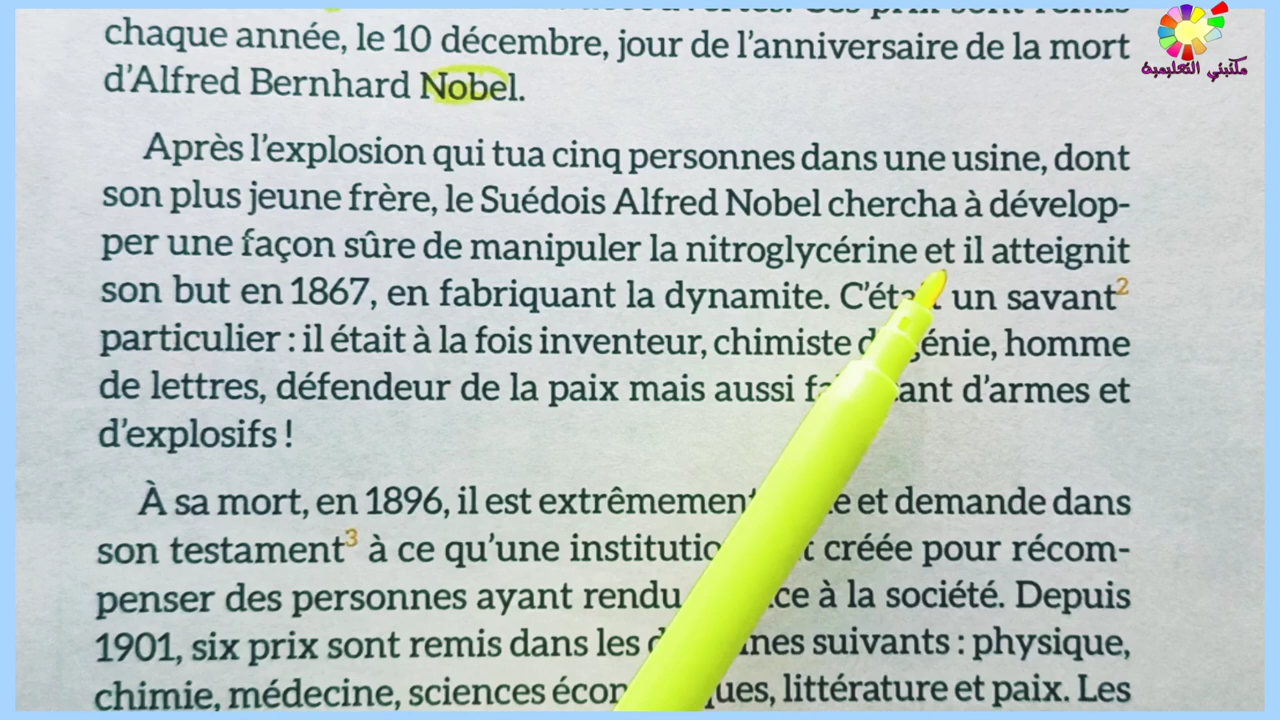 chaque année, le 10 décembre, jour de l'anniversaire de la mort
d'Alfred Bernhard Nobel.
Après l'explosion qui tua cinq personnes dans une usine, dont
son plus jeune frère, le Suédois Alfred Nobel chercha à dévelop-
per une façon sûre de manipuler la nitroglycérine et il atteignit
son but en 1867, en fabriquant la dynamite. C'était un savant²
particulier : il était à la fois inventeur, chimiste de génie, homme
de lettres, défendeur de la paix mais aussi d'armes et
d'explosifs !
À sa mort, en 1896, il est extrêmement et demande dans
son testament³ à ce qu'une institution créée pour récom-
penser des personnes ayant rendu à la société. Depuis
1901, six prix sont remis dans les suivants : physique,
chimie, médecine, sciences économiques, littérature et paix. Les
مكتبتي التعليمية